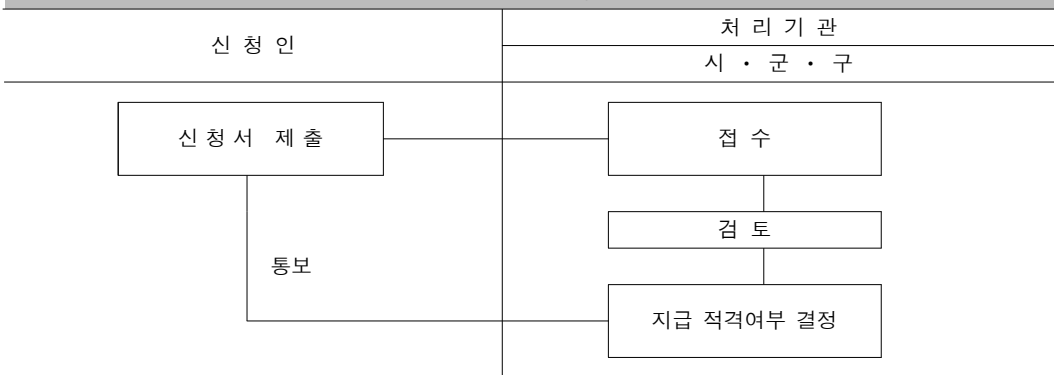 신 청 인
처 리 기 관
시 · 군 · 구
신 청 서 제 출
접 수
검 토
통보
지급 적격여부 결정